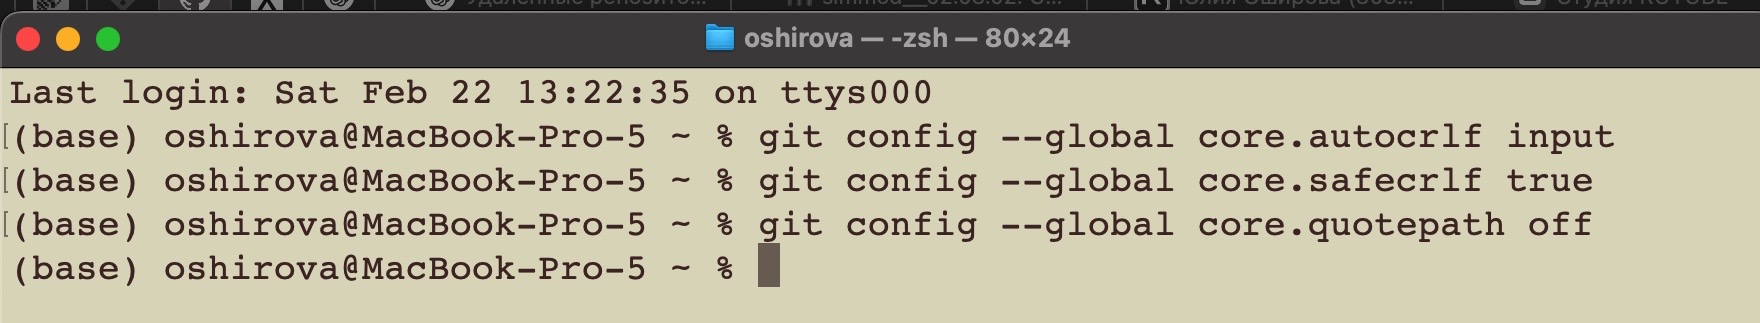 oshirova — -zsh — 80×24
Last login: Sat Feb 22 13:22:35 on ttys000
(base) oshirova@MacBook-Pro-5 ~ % git config --global core.autocrlf input
(base) oshirova@MacBook-Pro-5 ~ % git config --global core.safecrlf true
(base) oshirova@MacBook-Pro-5 ~ % git config --global core.quotepath off
(base) oshirova@MacBook-Pro-5 ~ %